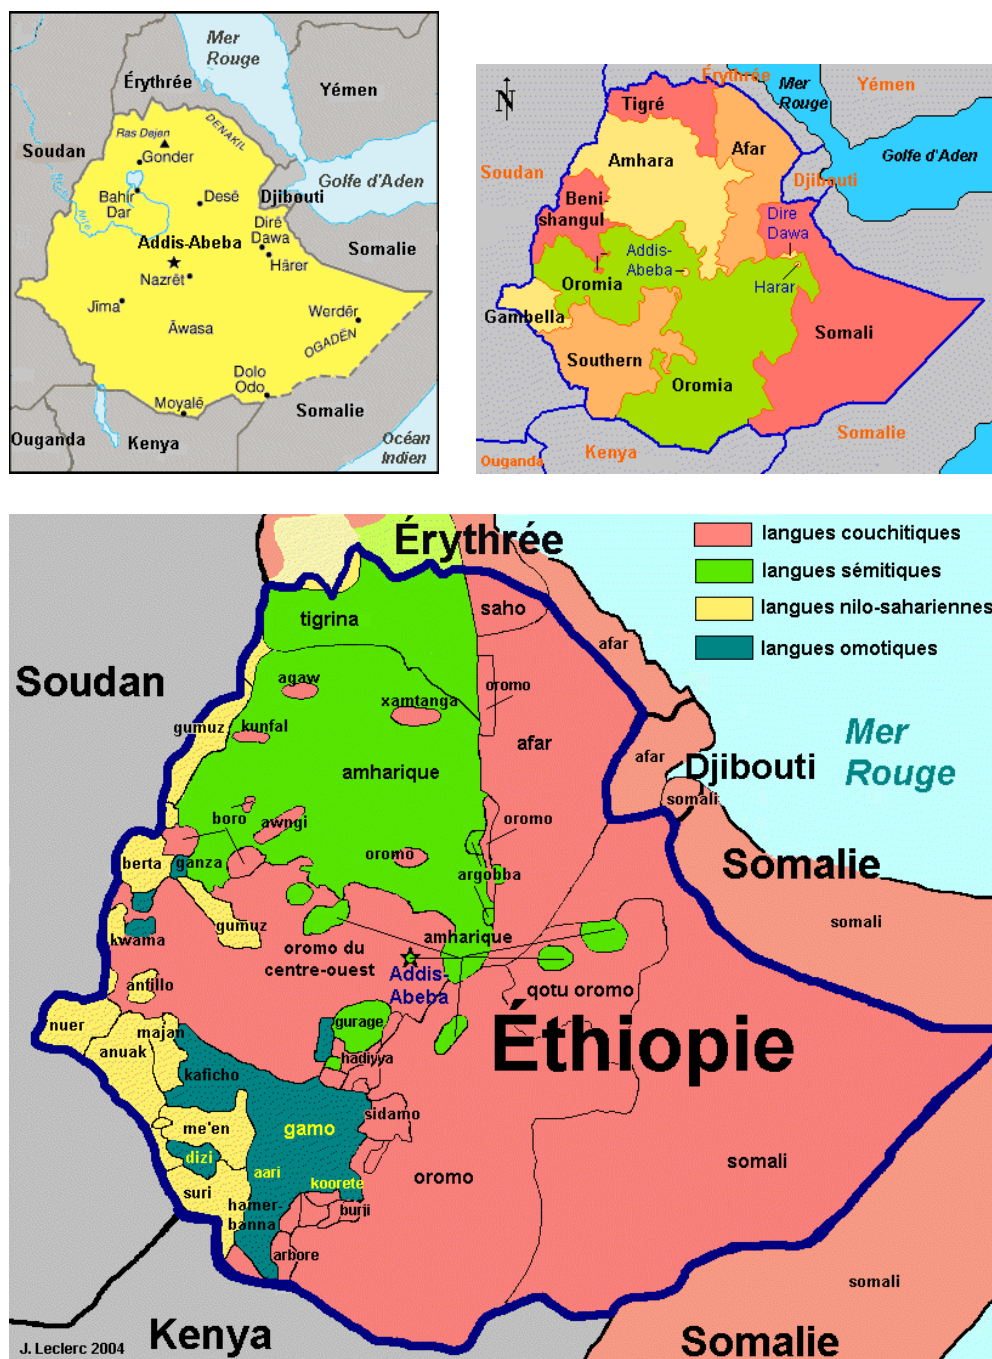 Mer
Rouge
Érythrée
Yémen
Ras Dejen
DENAKIL
Soudan
Gonder
Golfe d'Aden
Bahir
Dar
Desē
Djibouti
Nile
Dirē
Dawa
Addis-Abeba
Somalie
Hārer
Nazrēt
Jīma
Werdēr
Āwasa
OGADĒN
Dolo
Odo
Moyalē
Somalie
Ouganda
Kenya
Océan
Indien
N
Érythrée
Mer
Rouge
Yémen
Tigré
Afar
Amhara
Golfe d'Aden
Soudan
Djibouti
Beni-
shangul
Dire
Dawa
Addis-
Abeba
Oromia
Harar
Gambella
Somali
Southern
Oromia
Somalie
Kenya
Ouganda
Érythrée
langues couchitiques
langues sémitiques
langues nilo-sahariennes
langues omotiques
tigrina
saho
afar
Soudan
agaw
oromo
xamtanga
gumuz
kunfal
afar
Mer
Rouge
afar
Djibouti
amharique
somali
boro
awngi
oromo
berta
ganza
oromo
argobba
Somalie
somali
kwama
gumuz
amharique
oromo du
centre-ouest
Addis-
Abeba
anfillo
qotu oromo
nuer
majan
gurage
Éthiopie
anuak
hadiyya
kaficho
sidamo
me'en
gamo
dizi
aari
koorete
oromo
somali
suri
hamer-
banna
burji
arbore
somali
Kenya
Somalie
J. Leclerc 2004